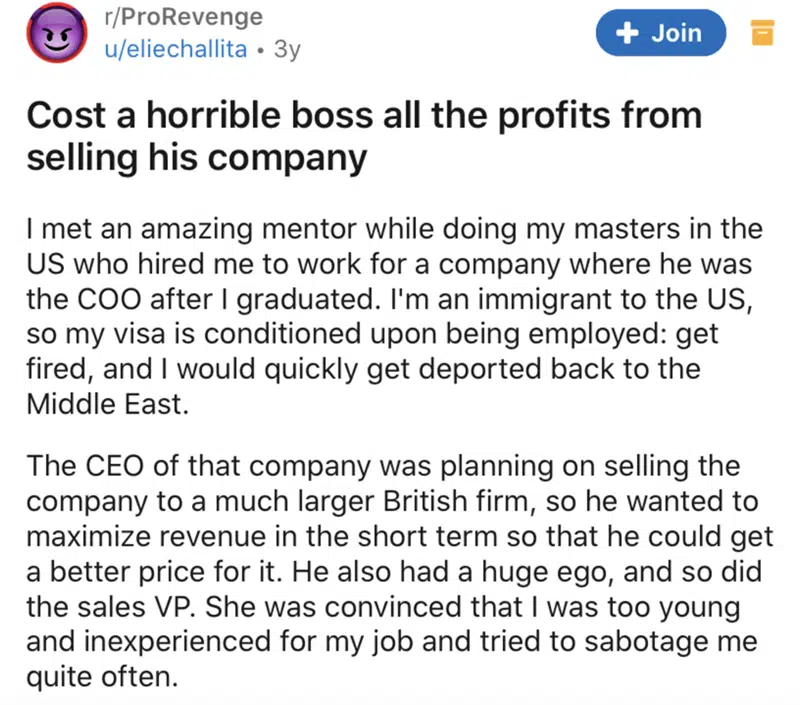 r/ProRevenge
u/eliechallita • 3y
+ Join
Cost a horrible boss all the profits from
selling his company
I met an amazing mentor while doing my masters in the
US who hired me to work for a company where he was
the COO after I graduated. I'm an immigrant to the US,
so my visa is conditioned upon being employed: get
fired, and I would quickly get deported back to the
Middle East.
The CEO of that company was planning on selling the
company to a much larger British firm, so he wanted to
maximize revenue in the short term so that he could get
a better price for it. He also had a huge ego, and so did
the sales VP. She was convinced that I was too young
and inexperienced for my job and tried to sabotage me
quite often.